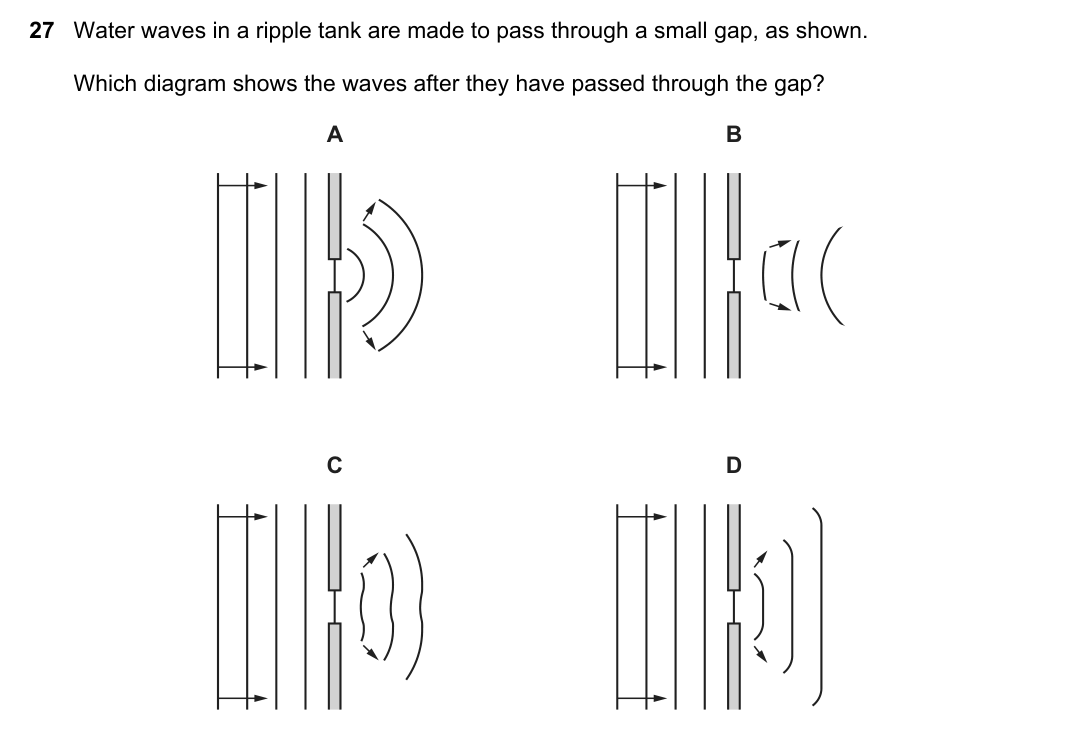 27 Water waves in a ripple tank are made to pass through a small gap, as shown.
Which diagram shows the waves after they have passed through the gap?
A
B
C
D